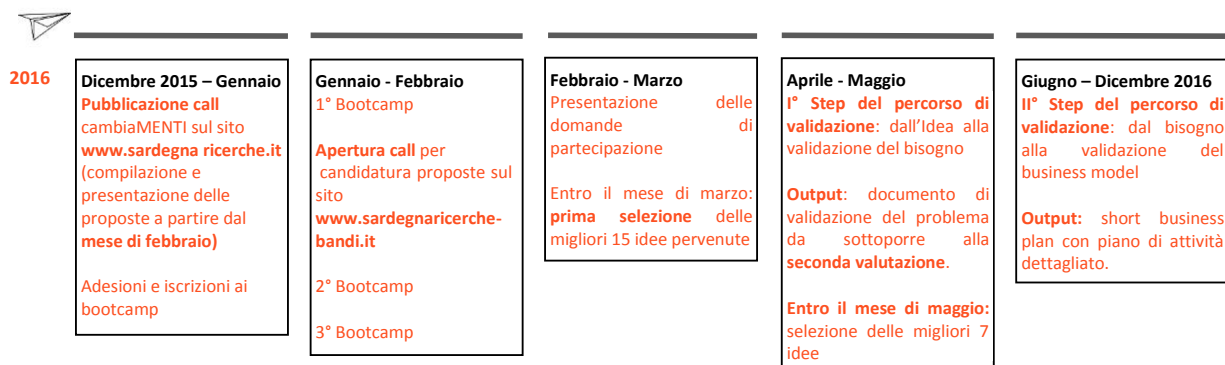 2016
Dicembre 2015 – Gennaio
Pubblicazione call
cambiaMENTI sul sito
www.sardegna ricerche.it
(compilazione e
presentazione delle
proposte a partire dal
mese di febbraio)
Adesioni e iscrizioni ai
bootcamp
Gennaio - Febbraio
1° Bootcamp
Apertura call per
candidatura proposte sul
sito
www.sardegnaricerche-
bandi.it
2° Bootcamp
3° Bootcamp
Febbraio - Marzo
Presentazione delle
domande di
partecipazione
Entro il mese di marzo:
prima selezione delle
migliori 15 idee pervenute
Aprile - Maggio
I° Step del percorso di
validazione: dall'Idea alla
validazione del bisogno
Output: documento di
validazione del problema
da sottoporre alla
seconda valutazione.
Entro il mese di maggio:
selezione delle migliori 7
idee
Giugno – Dicembre 2016
II° Step del percorso di
validazione: dal bisogno
alla validazione del
business model
Output: short business
plan con piano di attività
dettagliato.